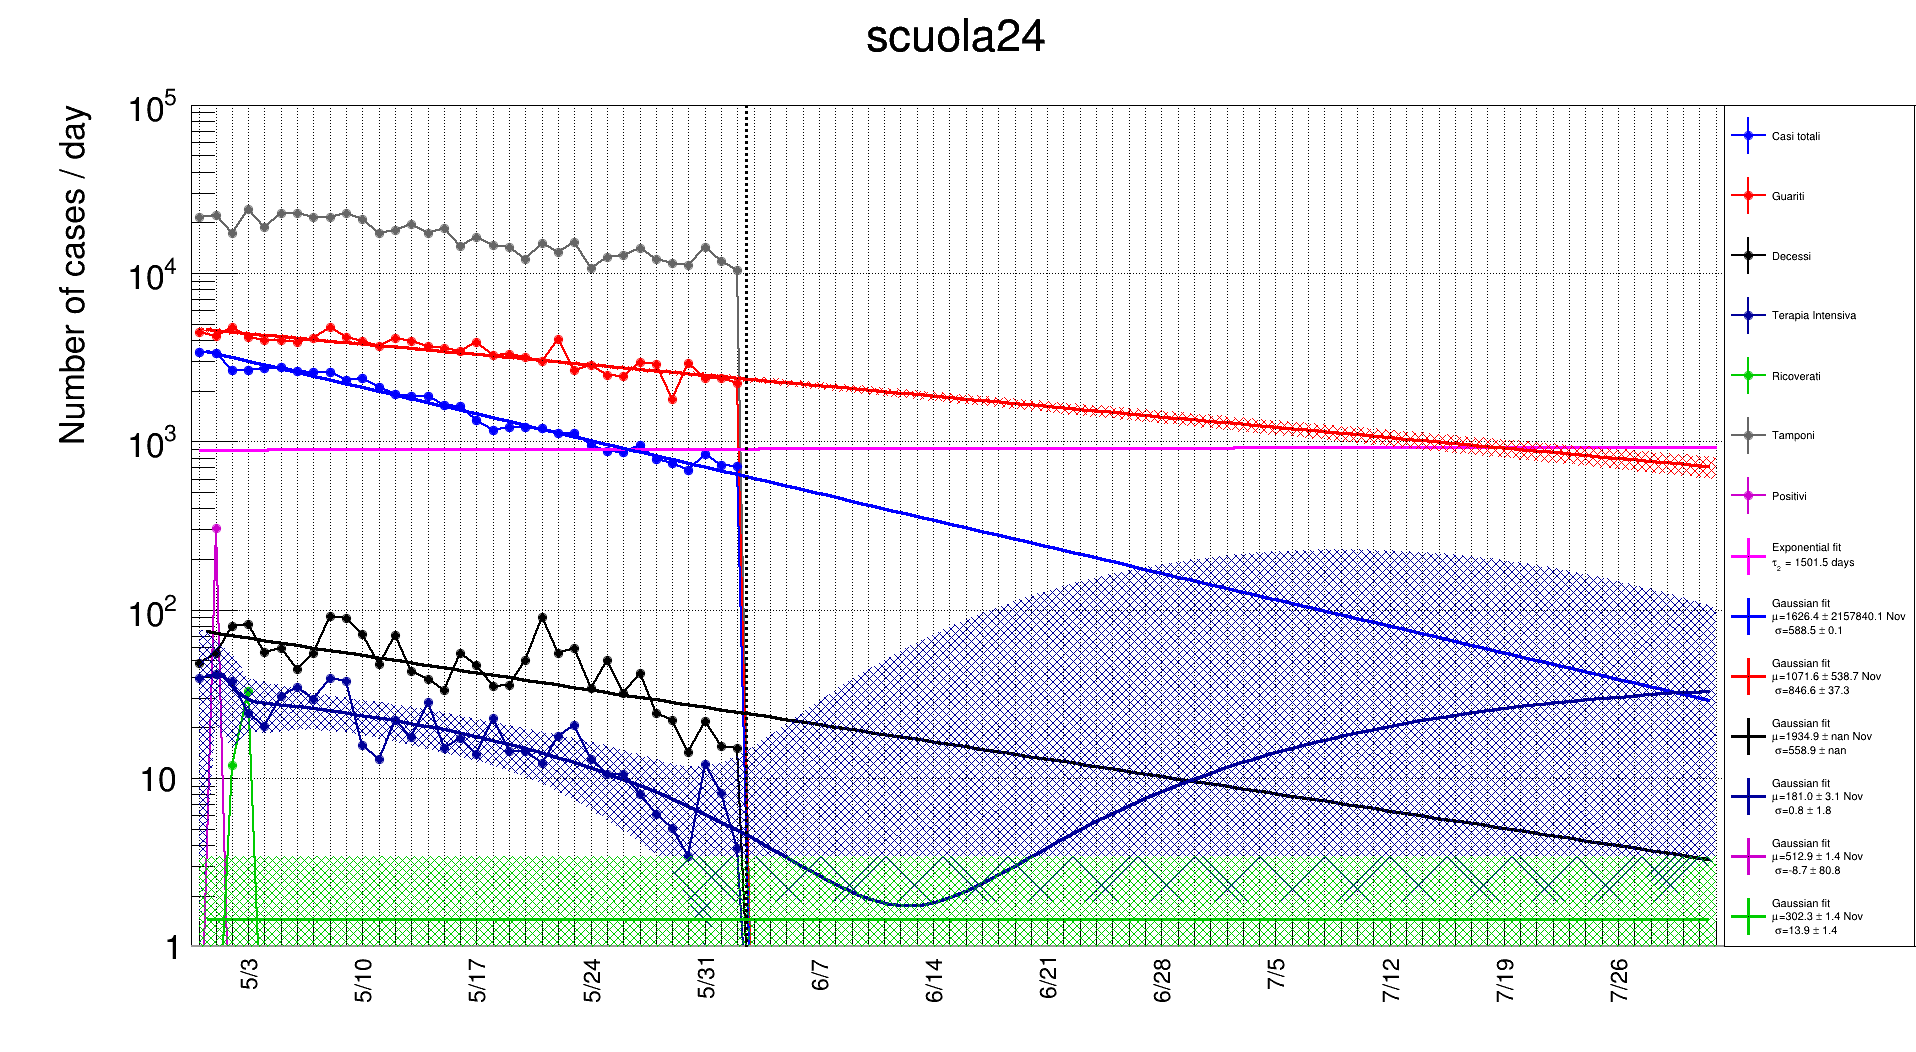 scuola24
Number of cases / day
10^5
10^4
10^3
10^2
10
1
5/3
5/10
5/17
5/24
5/31
6/7
6/14
6/21
6/28
7/5
7/12
7/19
7/26
Casi totali
Guariti
Decessi
Terapia Intensiva
Ricoverati
Tamponi
Positivi
Exponential fit
τ_2 = 1501.5 days
Gaussian fit
μ=1626.4 ± 2157840.1 Nov
σ=588.5 ± 0.1
Gaussian fit
μ=1071.6 ± 538.7 Nov
σ=846.6 ± 37.3
Gaussian fit
μ=1934.9 ± nan Nov
σ=558.9 ± nan
Gaussian fit
μ=181.0 ± 3.1 Nov
σ=0.8 ± 1.8
Gaussian fit
μ=512.9 ± 1.4 Nov
σ=-8.7 ± 80.8
Gaussian fit
μ=302.3 ± 1.4 Nov
σ=13.9 ± 1.4